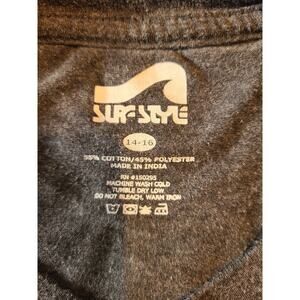 SURF STYLE
14-16
55% COTTON/45% POLYESTER
MADE IN INDIA
RN #150295
MACHINE WASH COLD
TUMBLE DRY LOW
DO NOT BLEACH, WARM IRON